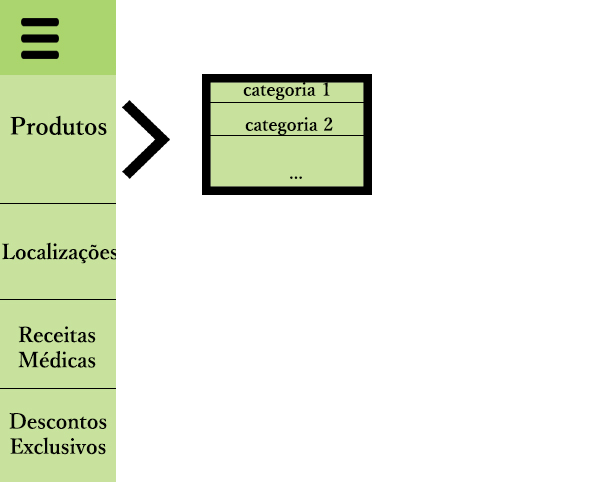 Produtos
categoria 1
categoria 2
...
Localizações
Receitas
Médicas
Descontos
Exclusivos